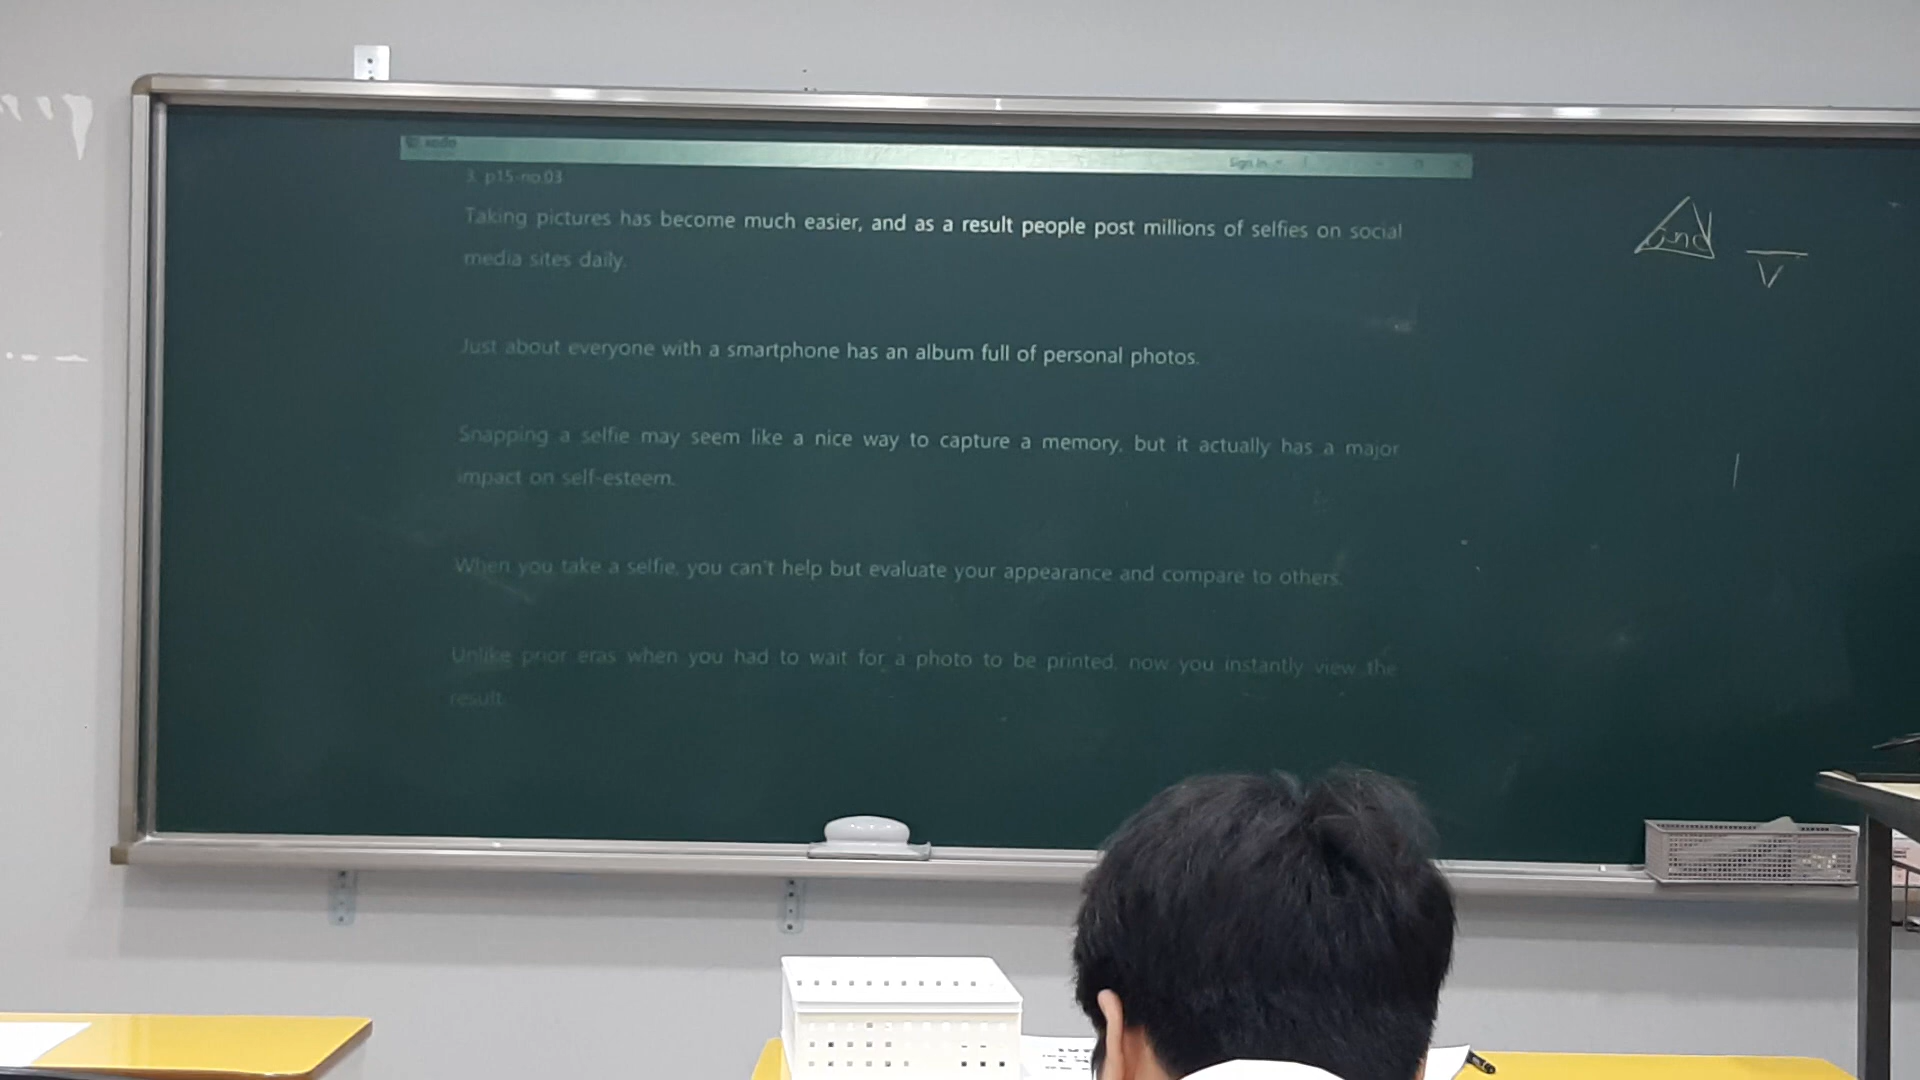 xodo
Sign in
3. p15-no.03
Taking pictures has become much easier, and as a result people post millions of selfies on social
media sites daily.
Just about everyone with a smartphone has an album full of personal photos.
Snapping a selfie may seem like a nice way to capture a memory, but it actually has a major
impact on self-esteem.
When you take a selfie, you can't help but evaluate your appearance and compare to others.
Unlike prior eras when you had to wait for a photo to be printed, now you instantly view the
result.
and
V